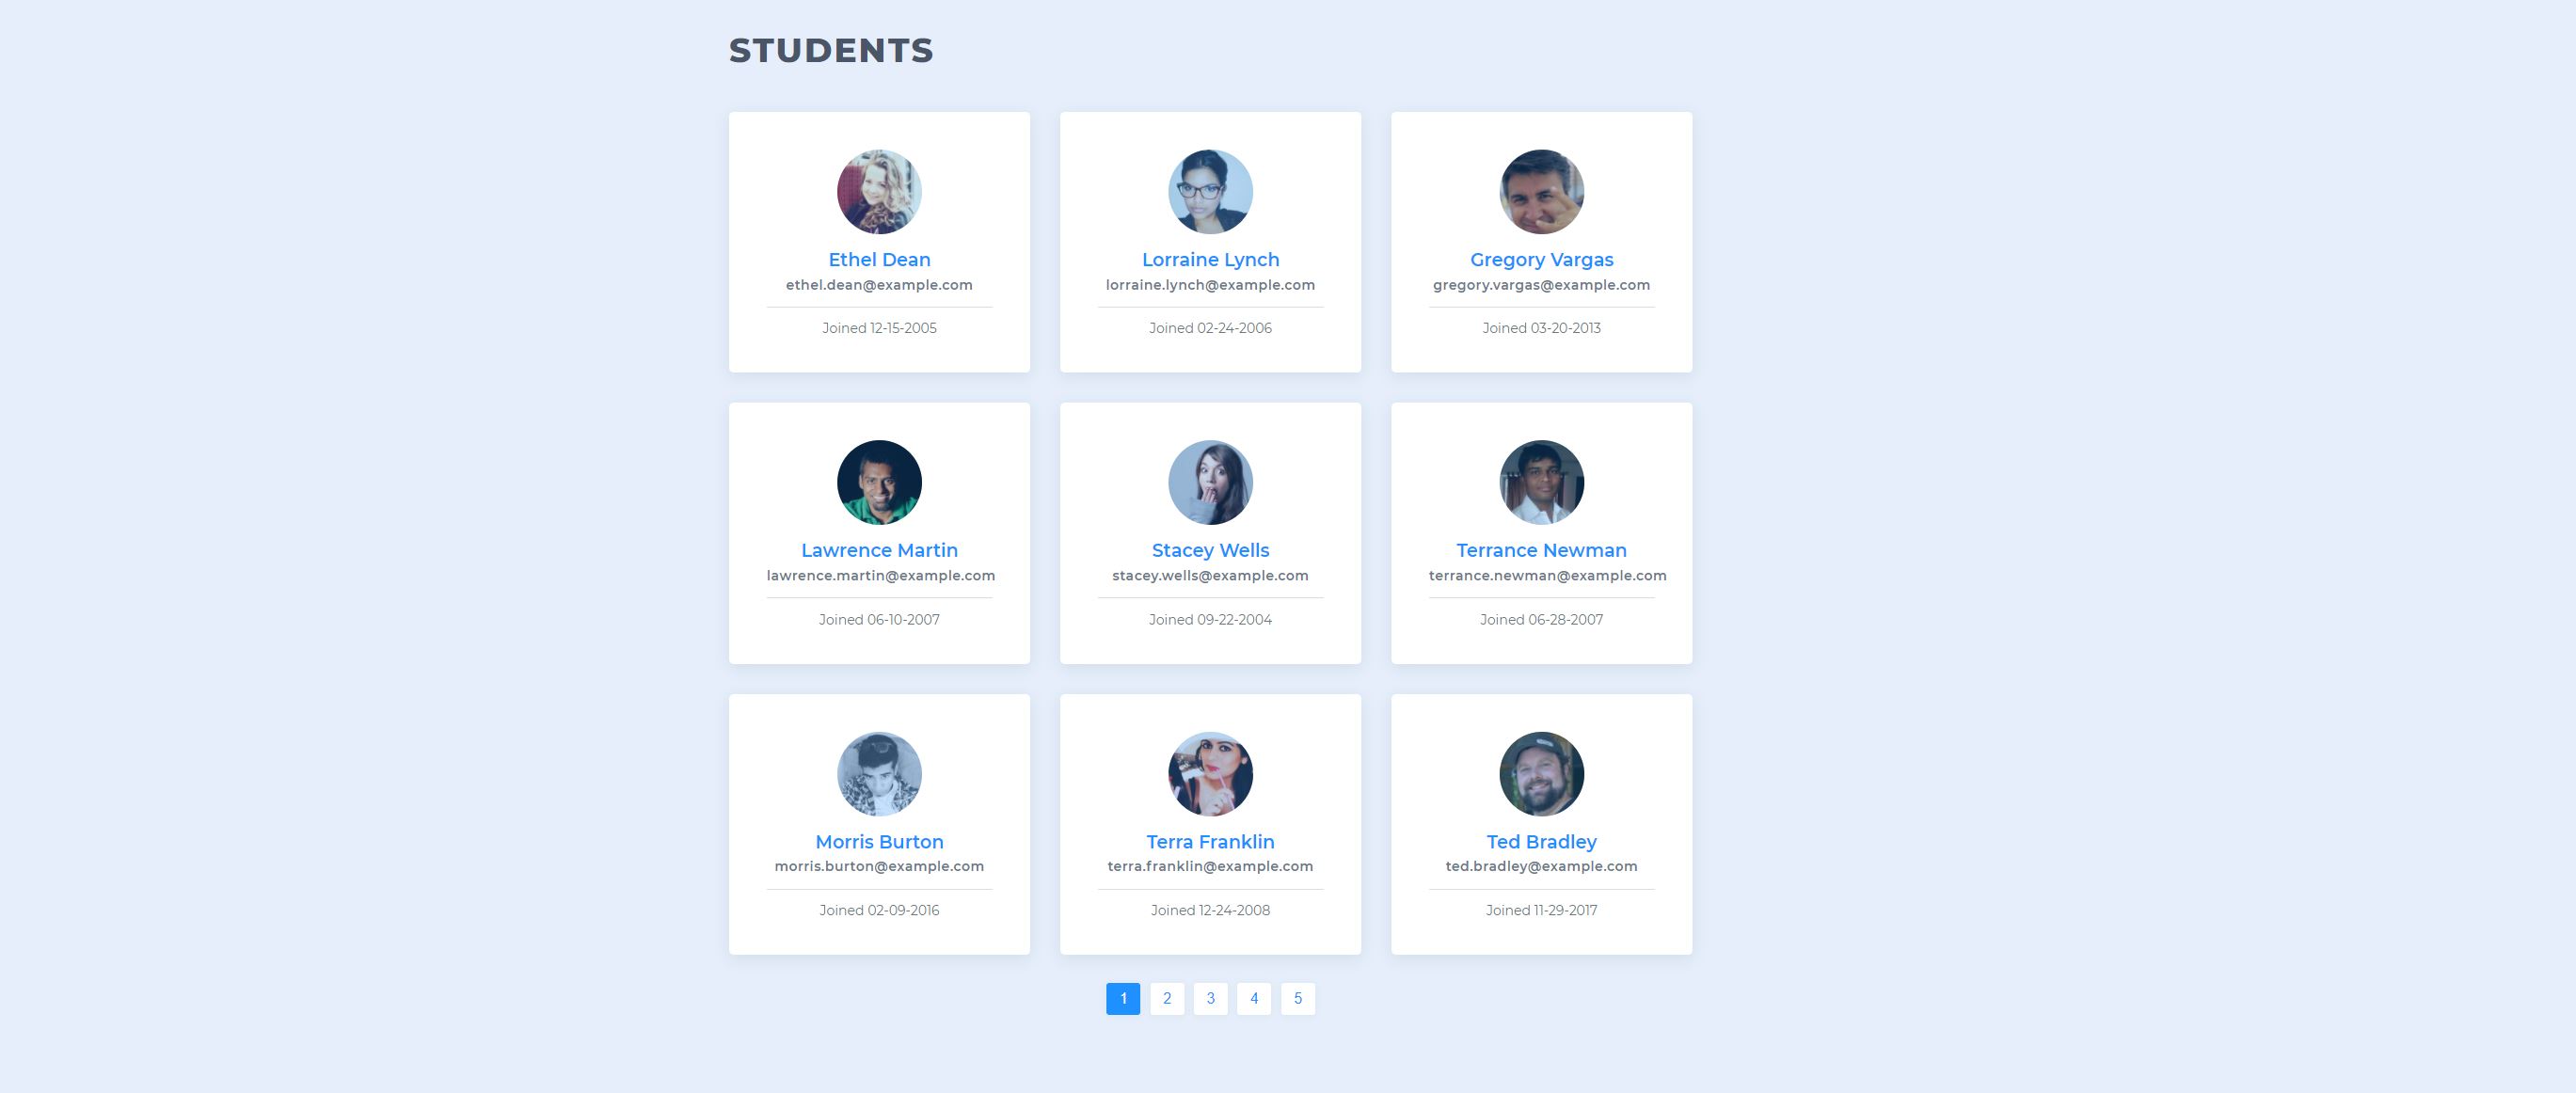 STUDENTS
Ethel Dean
ethel.dean@example.com
Joined 12-15-2005
Lorraine Lynch
lorraine.lynch@example.com
Joined 02-24-2006
Gregory Vargas
gregory.vargas@example.com
Joined 03-20-2013
Lawrence Martin
lawrence.martin@example.com
Joined 06-10-2007
Stacey Wells
stacey.wells@example.com
Joined 09-22-2004
Terrance Newman
terrance.newman@example.com
Joined 06-28-2007
Morris Burton
morris.burton@example.com
Joined 02-09-2016
Terra Franklin
terra.franklin@example.com
Joined 12-24-2008
Ted Bradley
ted.bradley@example.com
Joined 11-29-2017
1 2 3 4 5